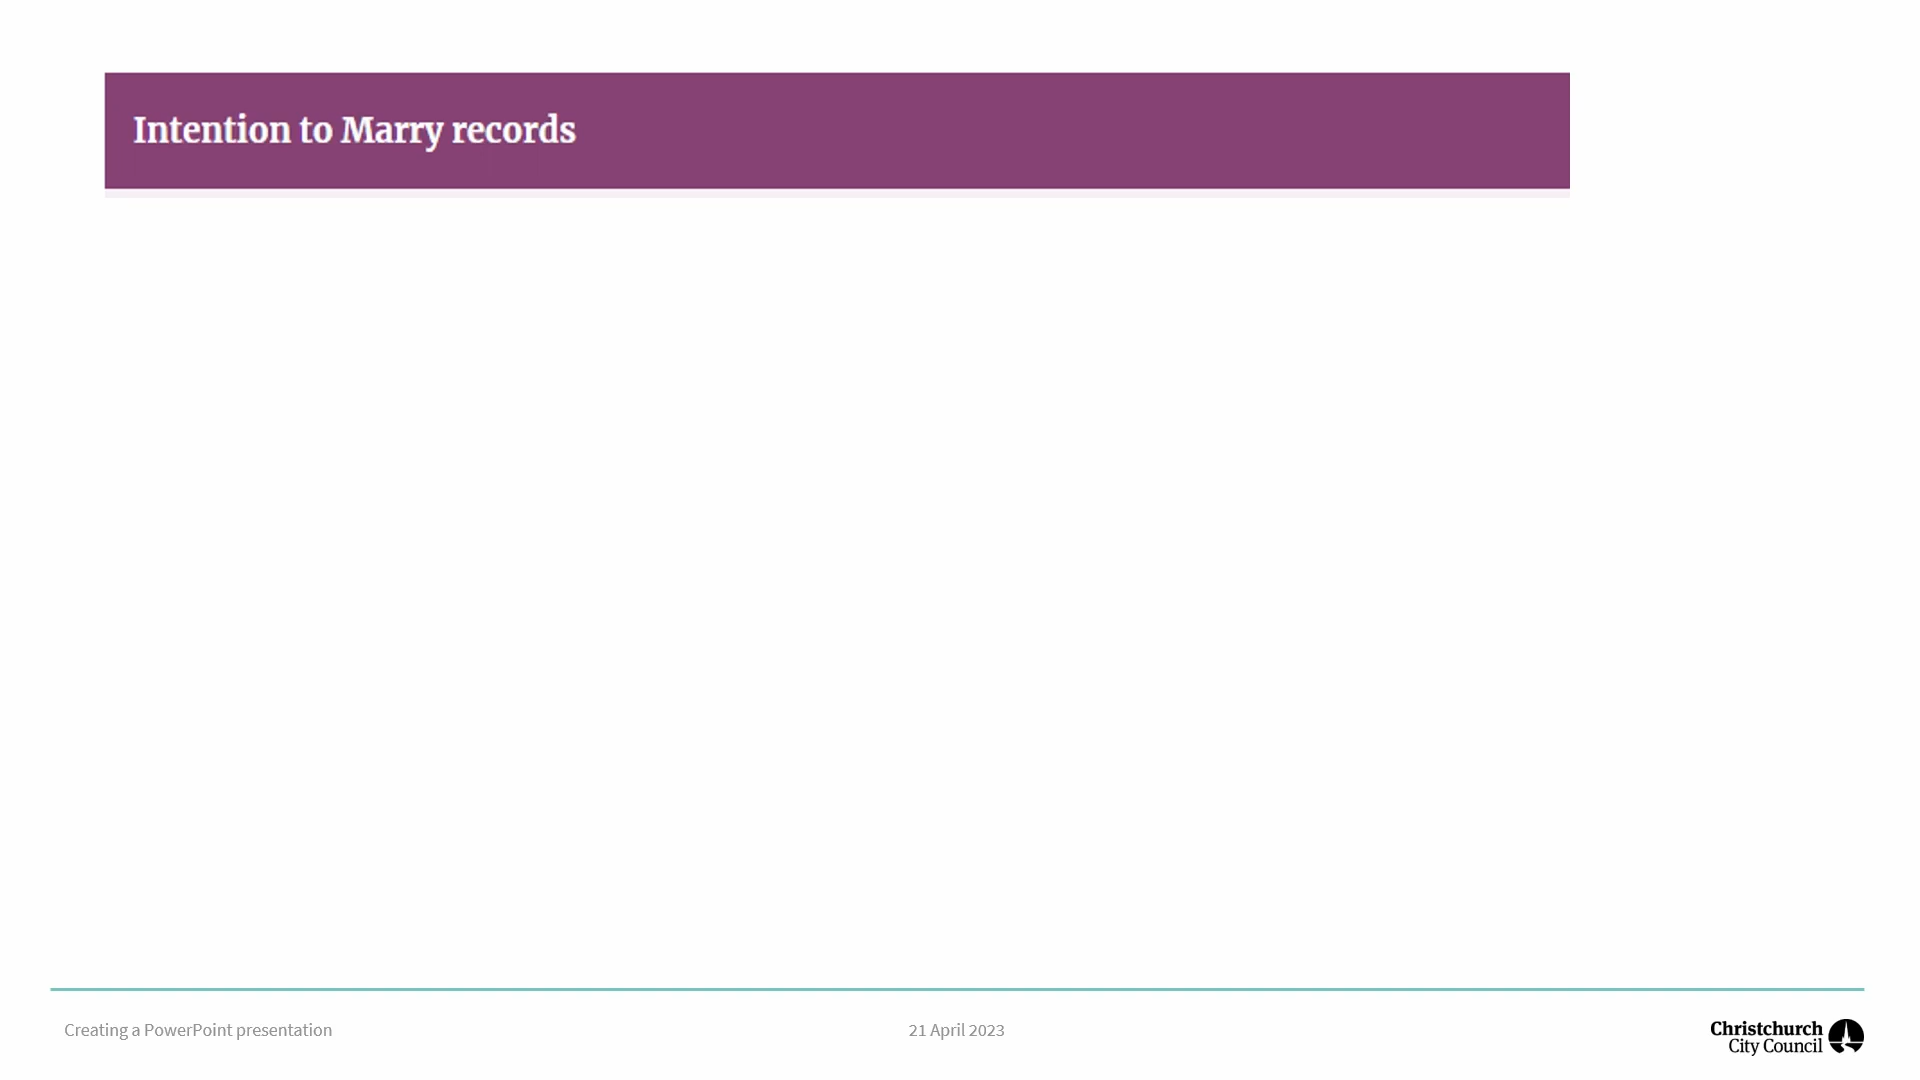 Intention to Marry records
Creating a PowerPoint presentation
21 April 2023
Christchurch
City Council